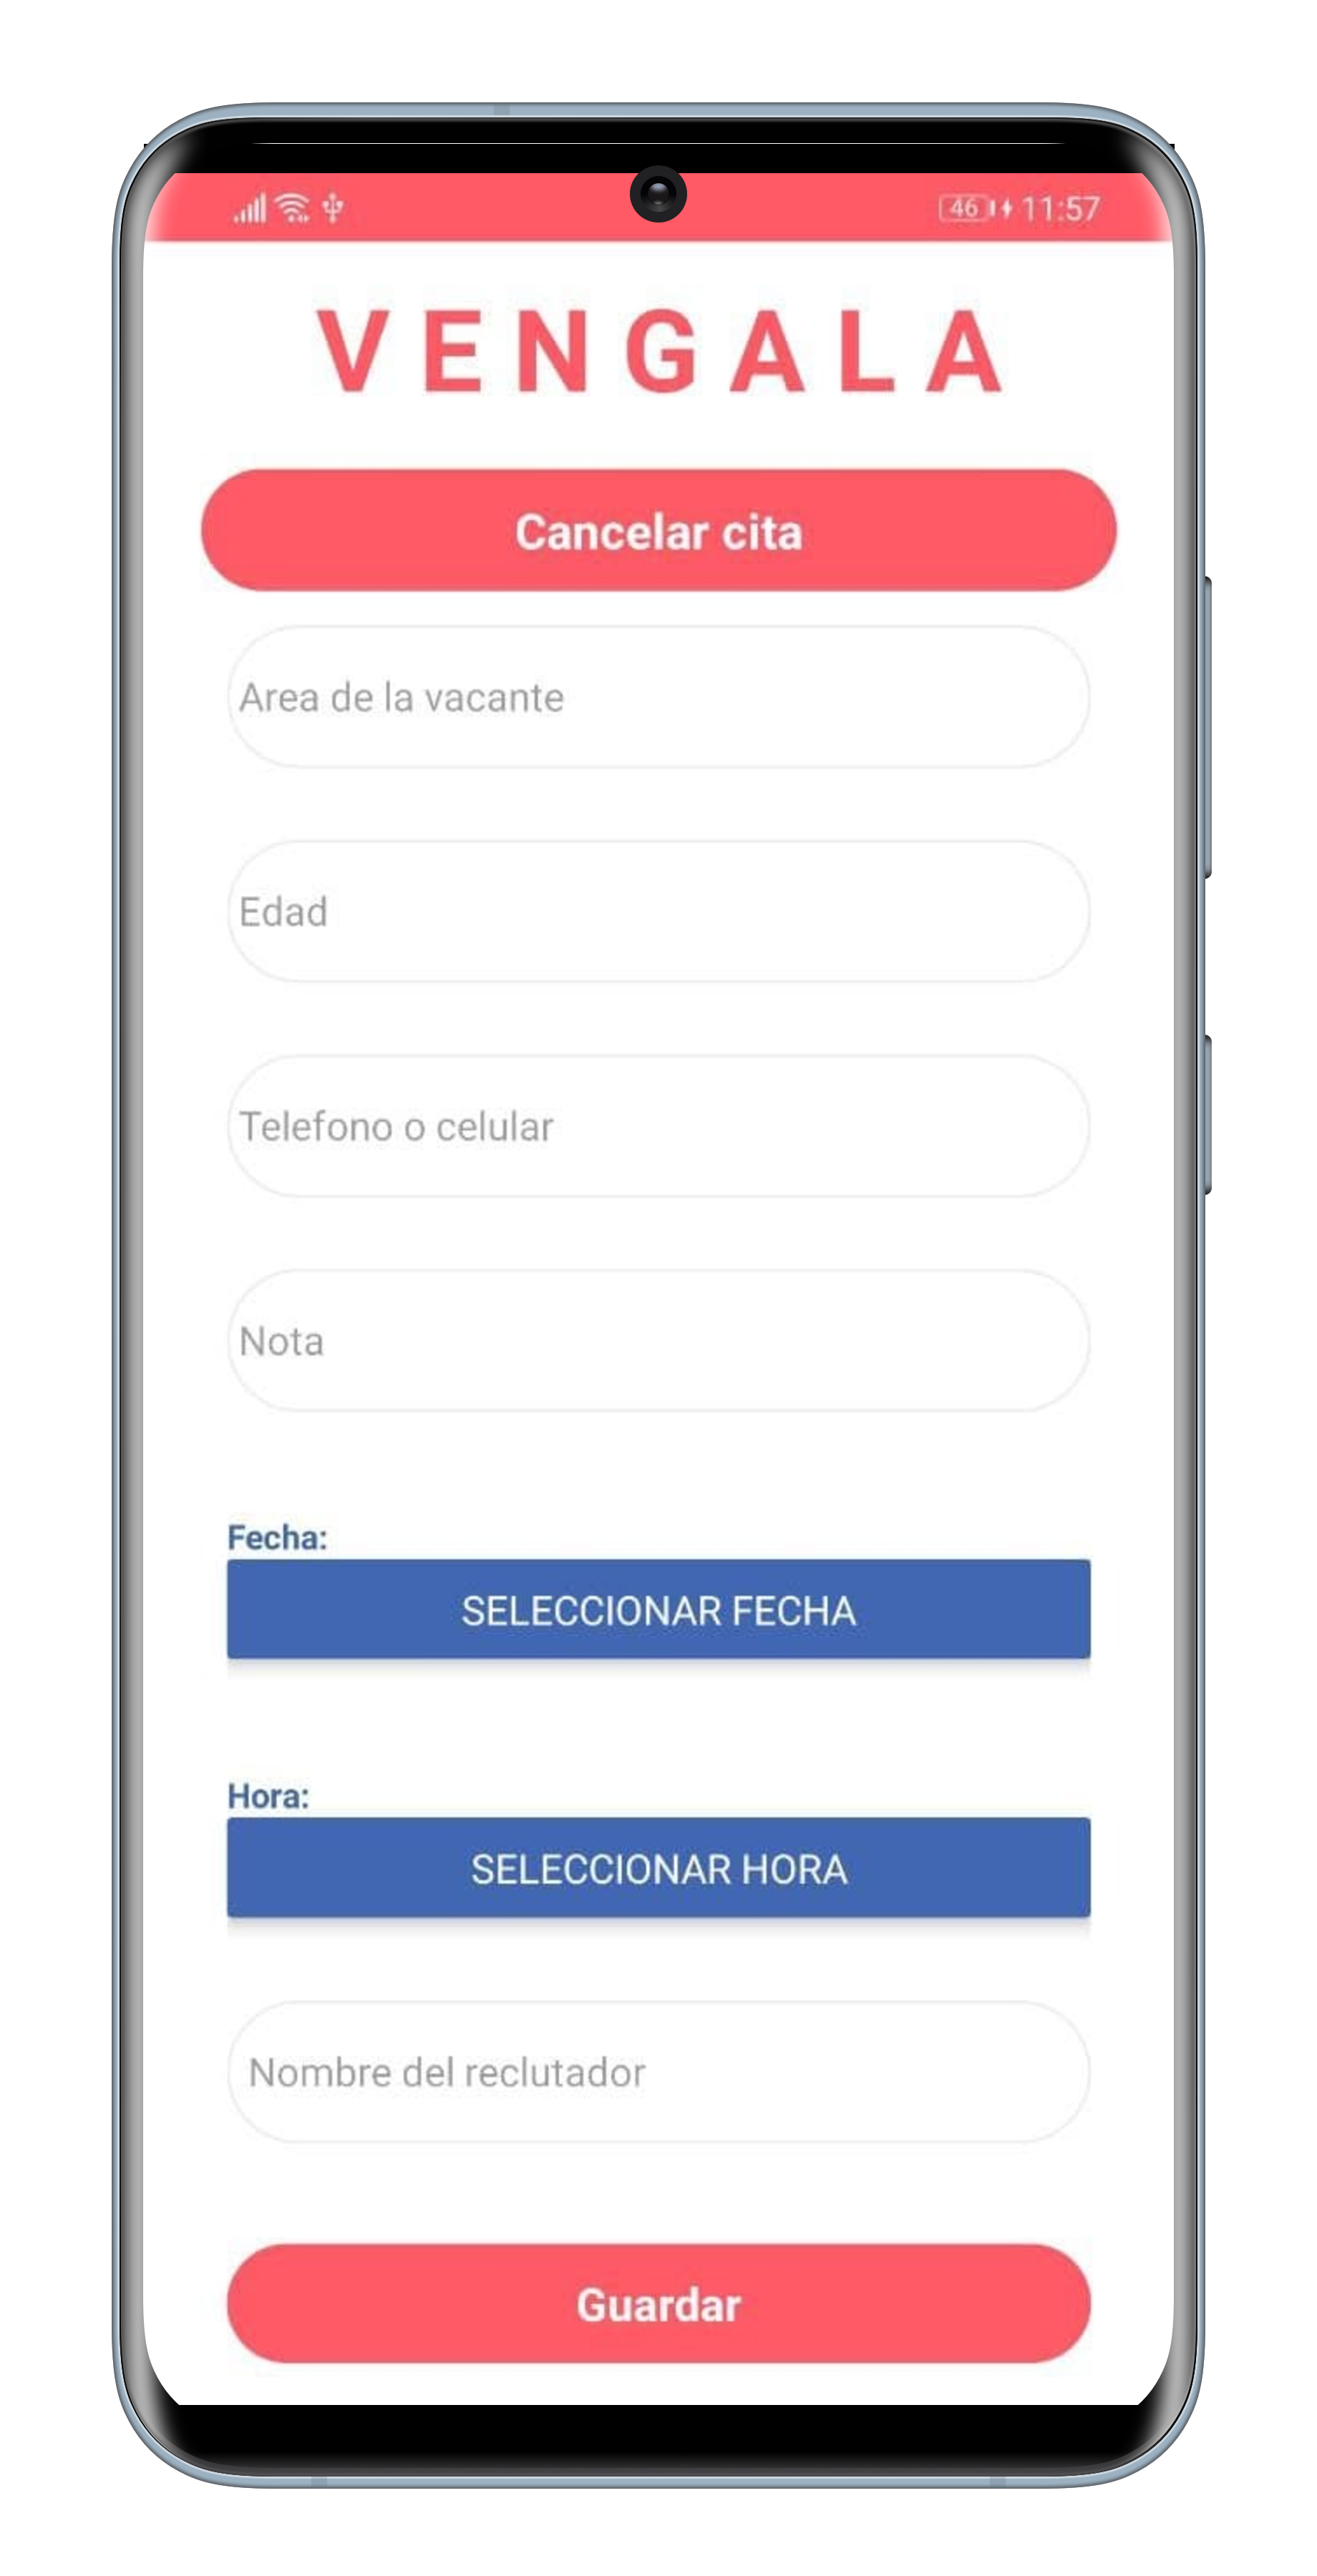 46 11:57
V E N G A L A
Cancelar cita
Area de la vacante
Edad
Telefono o celular
Nota
Fecha:
SELECCIONAR FECHA
Hora:
SELECCIONAR HORA
Nombre del reclutador
Guardar